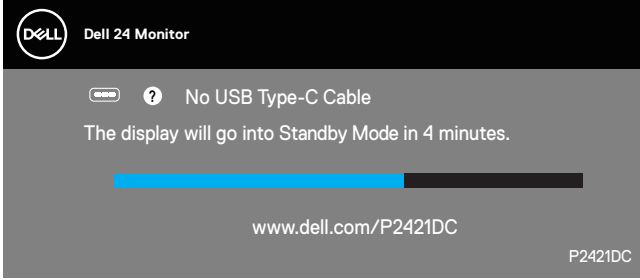 DELL
Dell 24 Monitor
? No USB Type-C Cable
The display will go into Standby Mode in 4 minutes.
www.dell.com/P2421DC
P2421DC